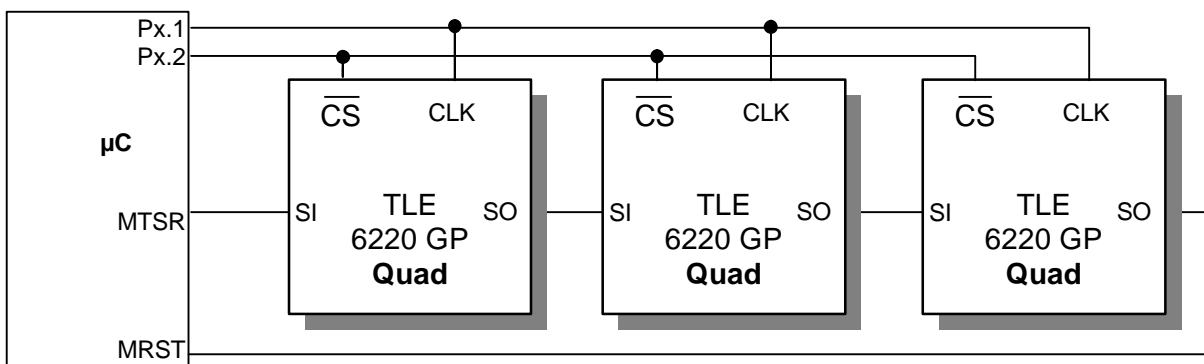 Px.1
Px.2
µC
MTSR
MRST
CS CLK
SI TLE SO
6220 GP
Quad
CS CLK
SI TLE SO
6220 GP
Quad
CS CLK
SI TLE SO
6220 GP
Quad